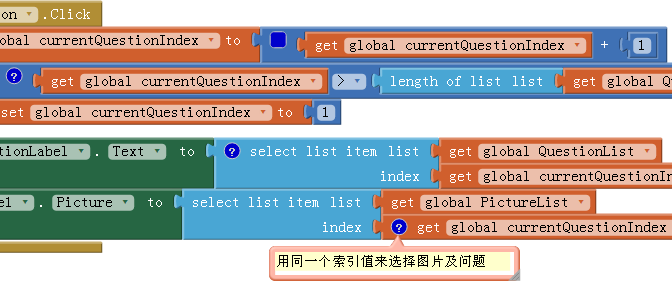 on .Click
obal currentQuestionIndex to get global currentQuestionIndex + 1
? get global currentQuestionIndex > length of list list get global Q
set global currentQuestionIndex to 1
tionLabel . Text to ? select list item list get global QuestionList
index get global currentQuestionIn
e1 . Picture to select list item list get global PictureList
index ? get global currentQuestionIndex
用同一个索引值来选择图片及问题